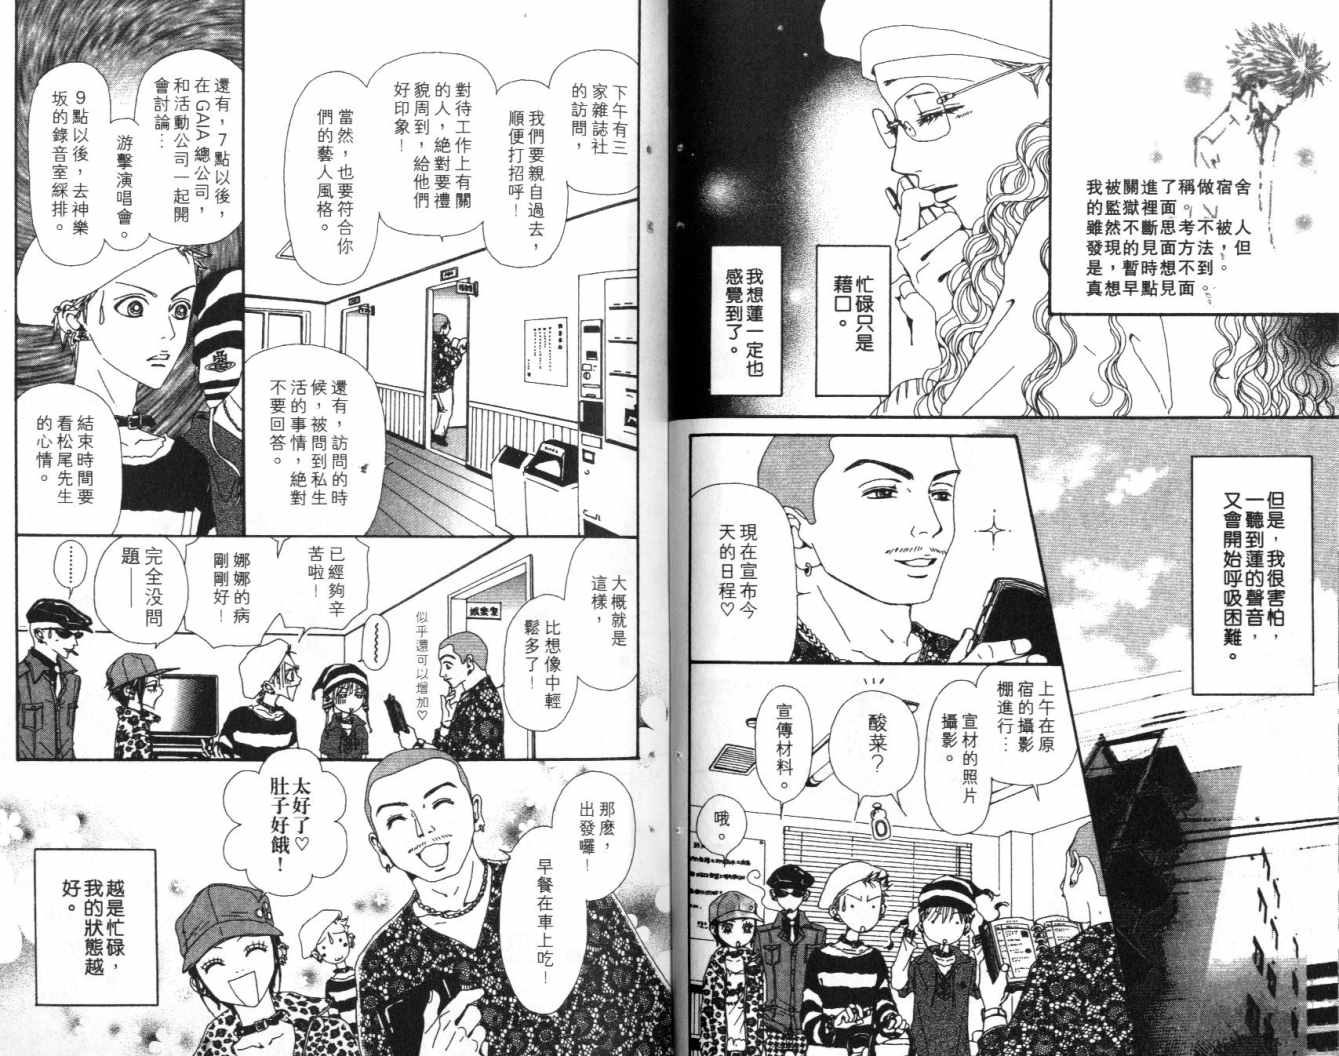 我被關進了稱做宿舍
的監獄裡面。
雖然不斷思考不被人
發現的見面方法，但
是，暫時想不到。
真想早點見面。
忙碌只是
藉口。
我想蓮一定也
感覺到了。
但是，我很害怕，
一聽到蓮的聲音，
又會開始呼吸困難。
現在宣布今
天的日程♡
上午在原
宿的攝影
棚進行…
宣材的照片
攝影。
酸菜？
宣傳材料。
哦。
下午有三
家雜誌社
的訪問，
我們要親自過去，
順便打招呼！
對待工作上有關
的人，絕對要禮
貌周到，給他們
好印象！
當然，也要符合你
們的藝人風格。
還有，訪問的時
候，被問到私生
活的事情，絕對
不要回答。
還有，7點以後，
在GAIA總公司，
和活動公司一起開
會討論…
游擊演唱會。
9點以後，去神樂
坂的錄音室綵排。
結束時間要
看松尾先生
的心情。
大概就是
這樣，
比想像中輕
鬆多了！
似乎還可以增加♡
已經夠辛
苦啦！
娜娜的病
剛剛好！
完全没問
題——
………
那麼，
出發囉！
早餐在車上吃！
太好了♡
肚子好餓！
越是忙碌，
我的狀態越
好。